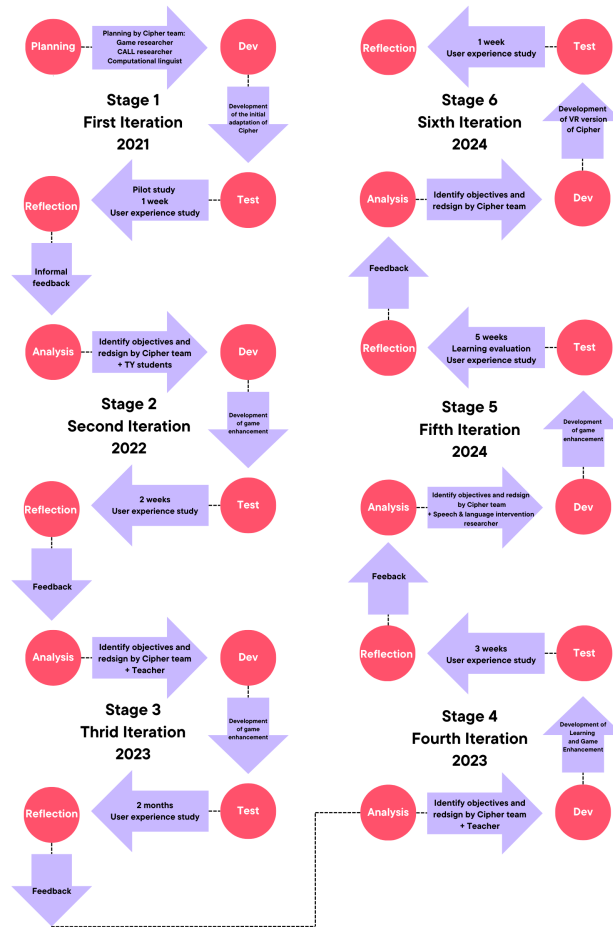 Planning
Planning by Cipher team:
Game researcher
CALL researcher
Computational linguist
Dev
Stage 1
First Iteration
2021
Development
of the initial
adaptation of
Cipher
Reflection
Pilot study
1 week
User experience study
Test
Informal
feedback
Analysis
Identify objectives and
redsign by Cipher team
+ TY students
Dev
Stage 2
Second Iteration
2022
Development
of game
enhancement
Reflection
2 weeks
User experience study
Test
Feedback
Analysis
Identify objectives and
redsign by Cipher team
+ Teacher
Dev
Stage 3
Thrid Iteration
2023
Development
of game
enhancement
Reflection
2 months
User experience study
Test
Feedback
Analysis
Identify objectives and
redsign by Cipher team
+ Teacher
Dev
Stage 4
Fourth Iteration
2023
Development of
Learning
and Game
Enhancement
Reflection
3 weeks
User experience study
Test
Feeback
Analysis
Identify objectives and redsign
by Cipher team
+ Speech & language intervention
researcher
Dev
Stage 5
Fifth Iteration
2024
Development
of game
enhancement
Reflection
5 weeks
Learning evaluation
User experience study
Test
Feedback
Analysis
Identify objectives and
redsign by Cipher team
Dev
Stage 6
Sixth Iteration
2024
Development
of VR version
of Cipher
Reflection
1 week
User experience study
Test